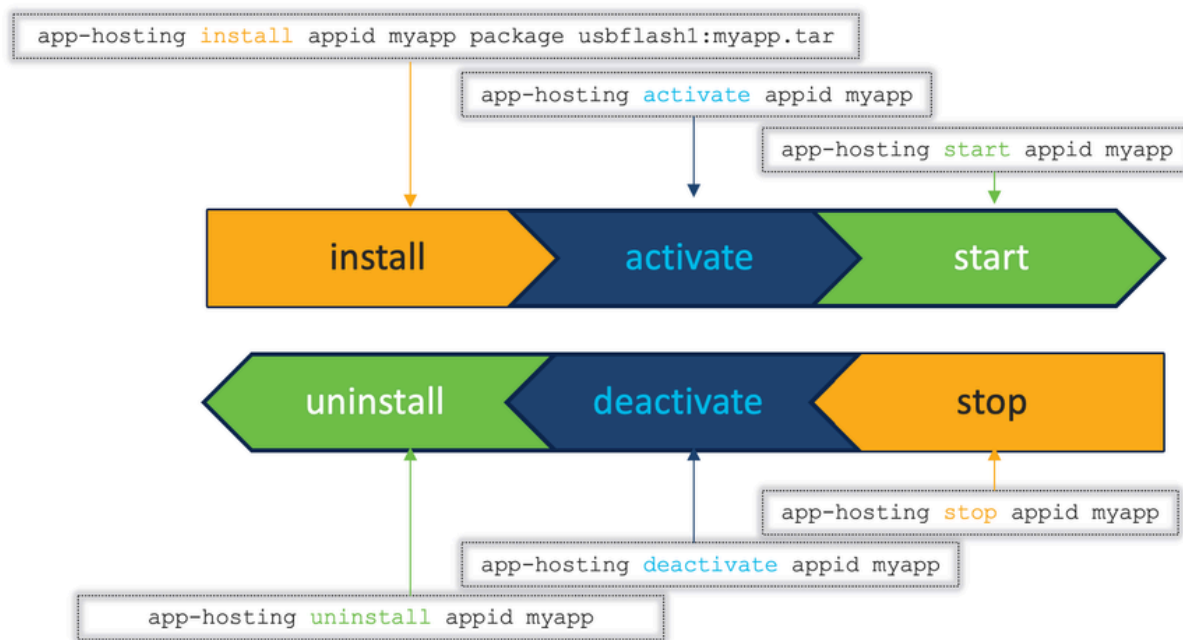 app-hosting install appid myapp package usbflash1:myapp.tar
app-hosting activate appid myapp
app-hosting start appid myapp
install
activate
start
uninstall
deactivate
stop
app-hosting stop appid myapp
app-hosting deactivate appid myapp
app-hosting uninstall appid myapp